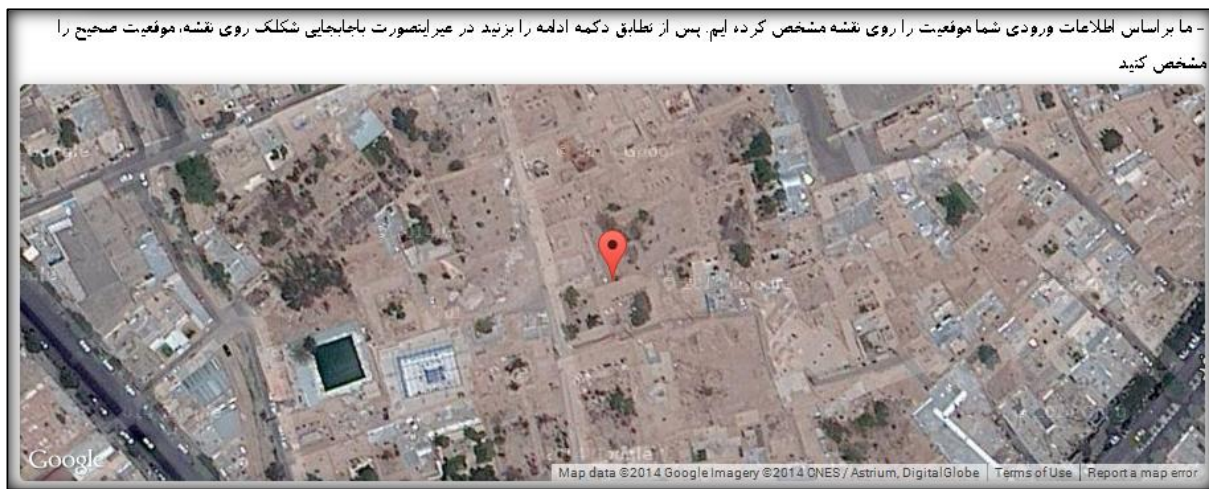 - ما براساس اطلاعات ورودی شما موقعیت را روی نقشه مشخص کرده ایم. پس از تطابق دکمه ادامه را بزنید در غیراینصورت باجابجایی شکلک روی نقشه، موقعیت صحیح را
مشخص کنید
Google
Map data ©2014 Google Imagery ©2014 CNES / Astrium, DigitalGlobe
Terms of Use
Report a map error